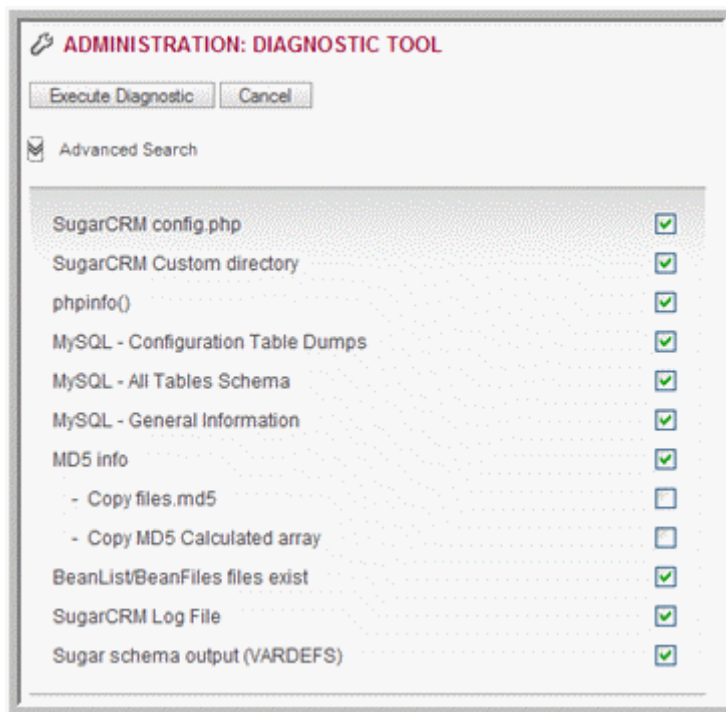 ADMINISTRATION: DIAGNOSTIC TOOL
Execute Diagnostic Cancel
Advanced Search
SugarCRM config.php
SugarCRM Custom directory
phpinfo()
MySQL - Configuration Table Dumps
MySQL - All Tables Schema
MySQL - General Information
MD5 info
- Copy files.md5
- Copy MD5 Calculated array
BeanList/BeanFiles files exist
SugarCRM Log File
Sugar schema output (VARDEFS)